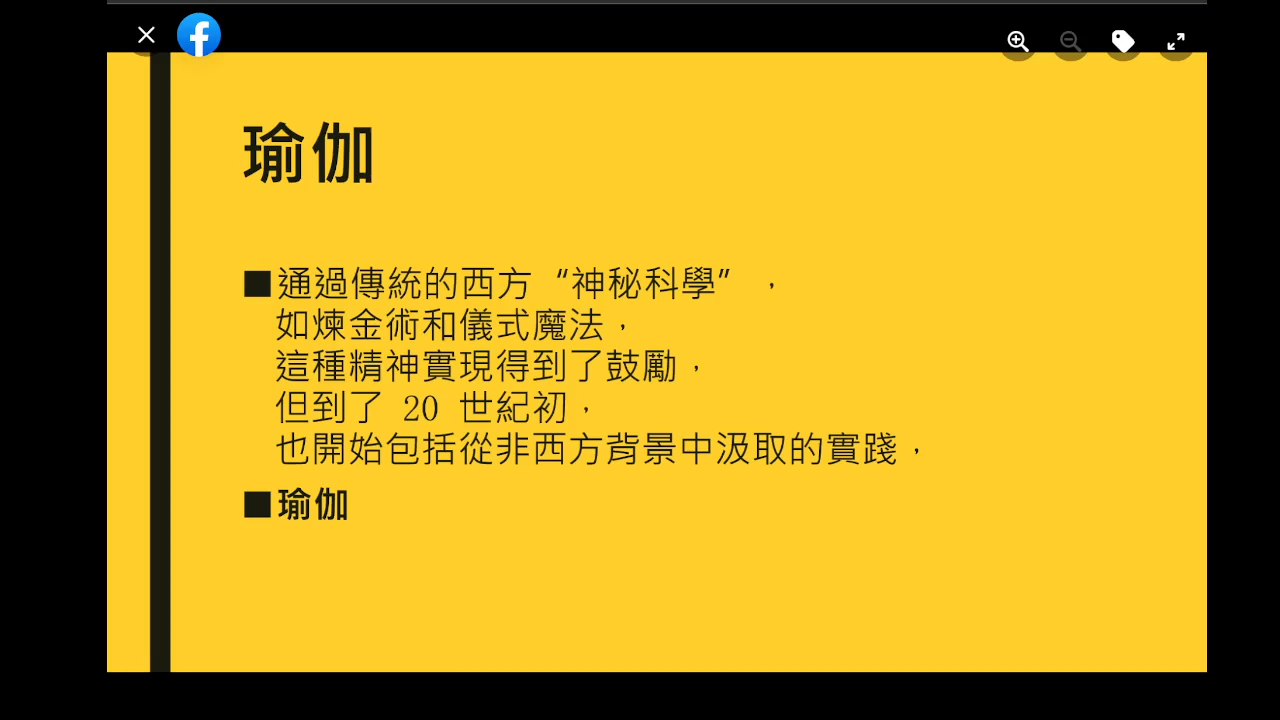 瑜伽
■通過傳統的西方 “神秘科學” ，
如煉金術和儀式魔法，
這種精神實現得到了鼓勵，
但到了 20 世紀初，
也開始包括從非西方背景中汲取的實踐，
■瑜伽